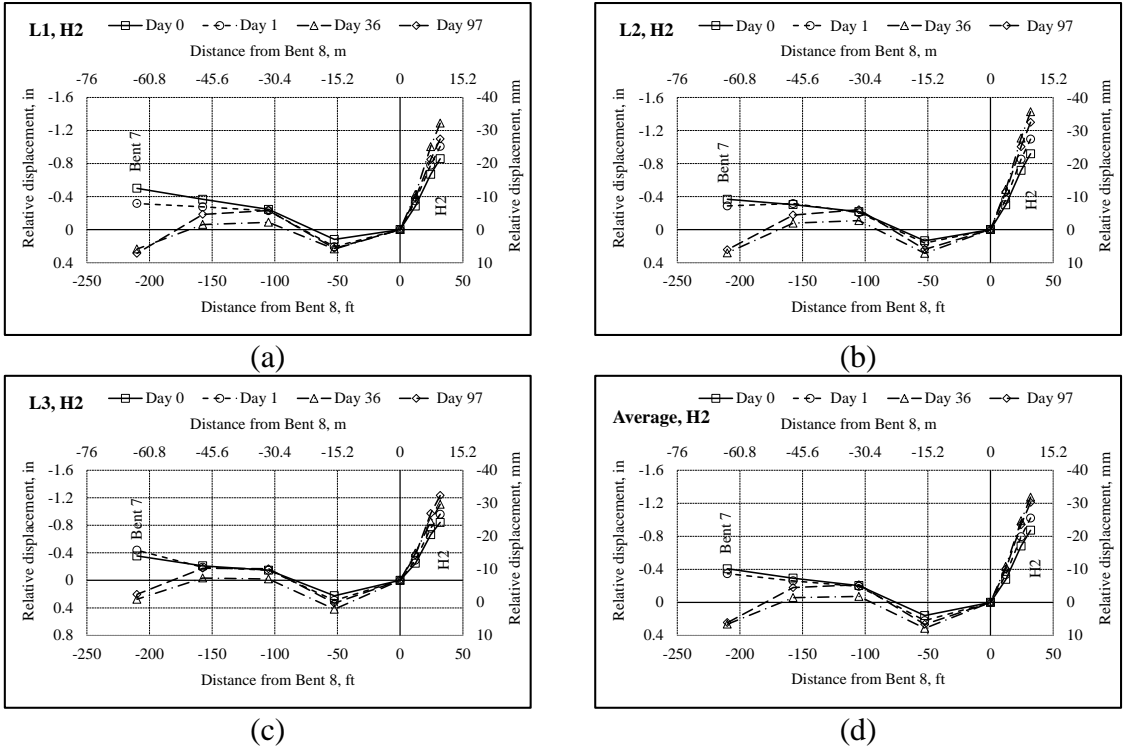 L1, H2 Day 0 Day 1 Day 36 Day 97
Distance from Bent 8, m
-76 -60.8 -45.6 -30.4 -15.2 0 15.2
Relative displacement, in
-1.6 -1.2 -0.8 -0.4 0 0.4
Bent 7
H2
-40 -30 -20 -10 0 10
Relative displacement, mm
-250 -200 -150 -100 -50 0 50
Distance from Bent 8, ft
(a)
L2, H2 Day 0 Day 1 Day 36 Day 97
Distance from Bent 8, m
-76 -60.8 -45.6 -30.4 -15.2 0 15.2
Relative displacement, in
-1.6 -1.2 -0.8 -0.4 0 0.4
Bent 7
H2
-40 -30 -20 -10 0 10
Relative displacement, mm
-250 -200 -150 -100 -50 0 50
Distance from Bent 8, ft
(b)
L3, H2 Day 0 Day 1 Day 36 Day 97
Distance from Bent 8, m
-76 -60.8 -45.6 -30.4 -15.2 0 15.2
Relative displacement, in
-1.6 -1.2 -0.8 -0.4 0 0.4 0.8
Bent 7
H2
-40 -30 -20 -10 0 10
Relative displacement, mm
-250 -200 -150 -100 -50 0 50
Distance from Bent 8, ft
(c)
Day 0 Day 1 Day 36 Day 97
Average, H2
Distance from Bent 8, m
-76 -60.8 -45.6 -30.4 -15.2 0 15.2
Relative displacement, in
-1.6 -1.2 -0.8 -0.4 0 0.4
Bent 7
H2
-40 -30 -20 -10 0 10
Relative displacement, mm
-250 -200 -150 -100 -50 0 50
Distance from Bent 8, ft
(d)